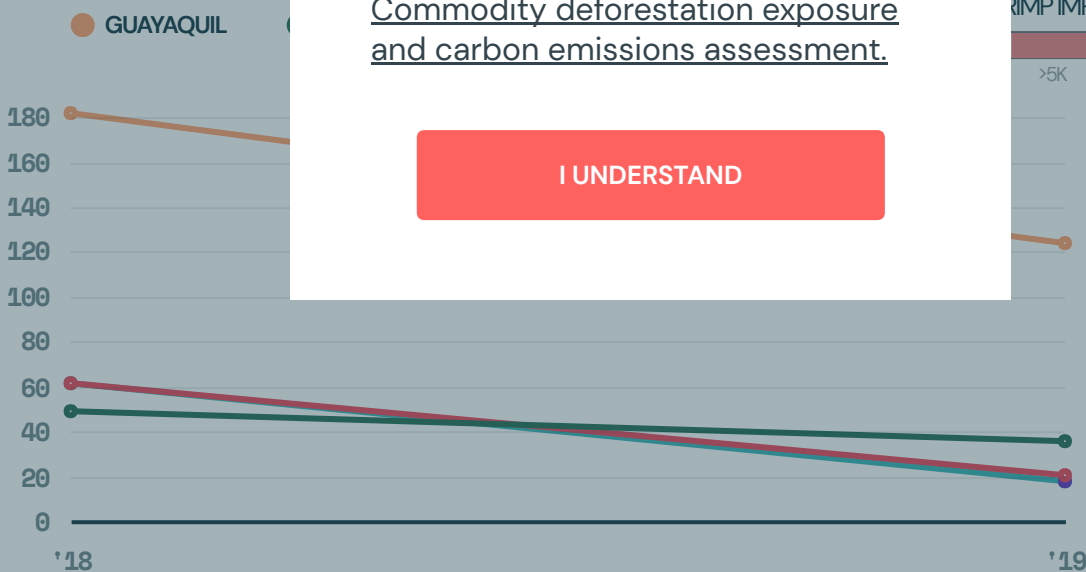 GUAYAQUIL
Commodity deforestation exposure
and carbon emissions assessment.
>5K
I UNDERSTAND
180
160
140
120
100
80
60
40
20
0
'18
'19